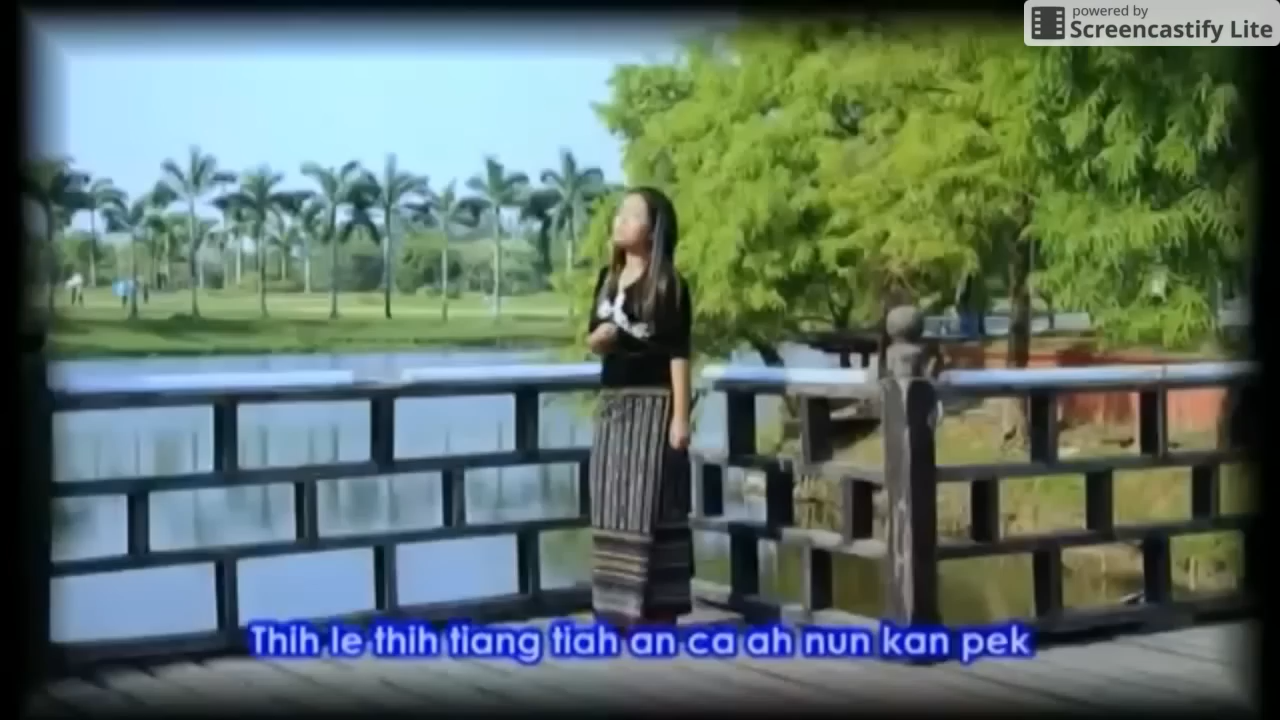 powered by
Screencastify Lite
Thih le thih tiang tiah an ca ah nun kan pek